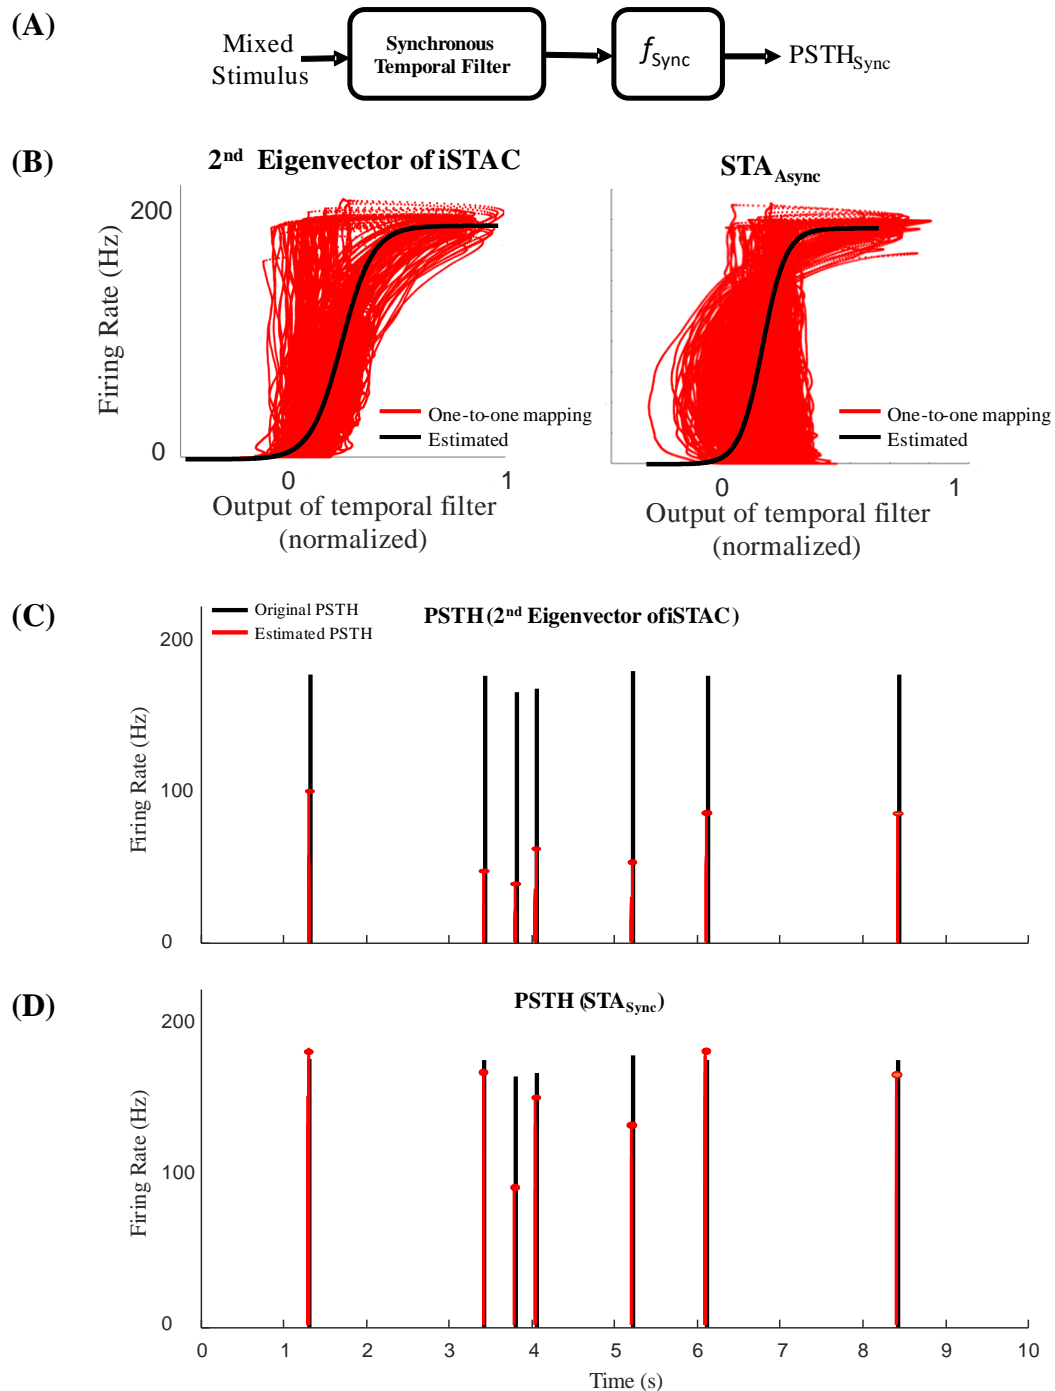 (A)
Mixed
Stimulus
Synchronous
Temporal Filter
fSync
PSTHSync
(B)
2nd Eigenvector of iSTAC
STAAsync
200
0
Firing Rate (Hz)
One-to-one mapping
Estimated
0
1
Output of temporal filter
(normalized)
One-to-one mapping
Estimated
0
1
Output of temporal filter
(normalized)
(C)
Original PSTH
Estimated PSTH
PSTH (2nd Eigenvector ofiSTAC)
200
100
0
Firing Rate (Hz)
(D)
PSTH (STASync)
200
100
0
Firing Rate (Hz)
0 1 2 3 4 5 6 7 8 9 10
Time (s)